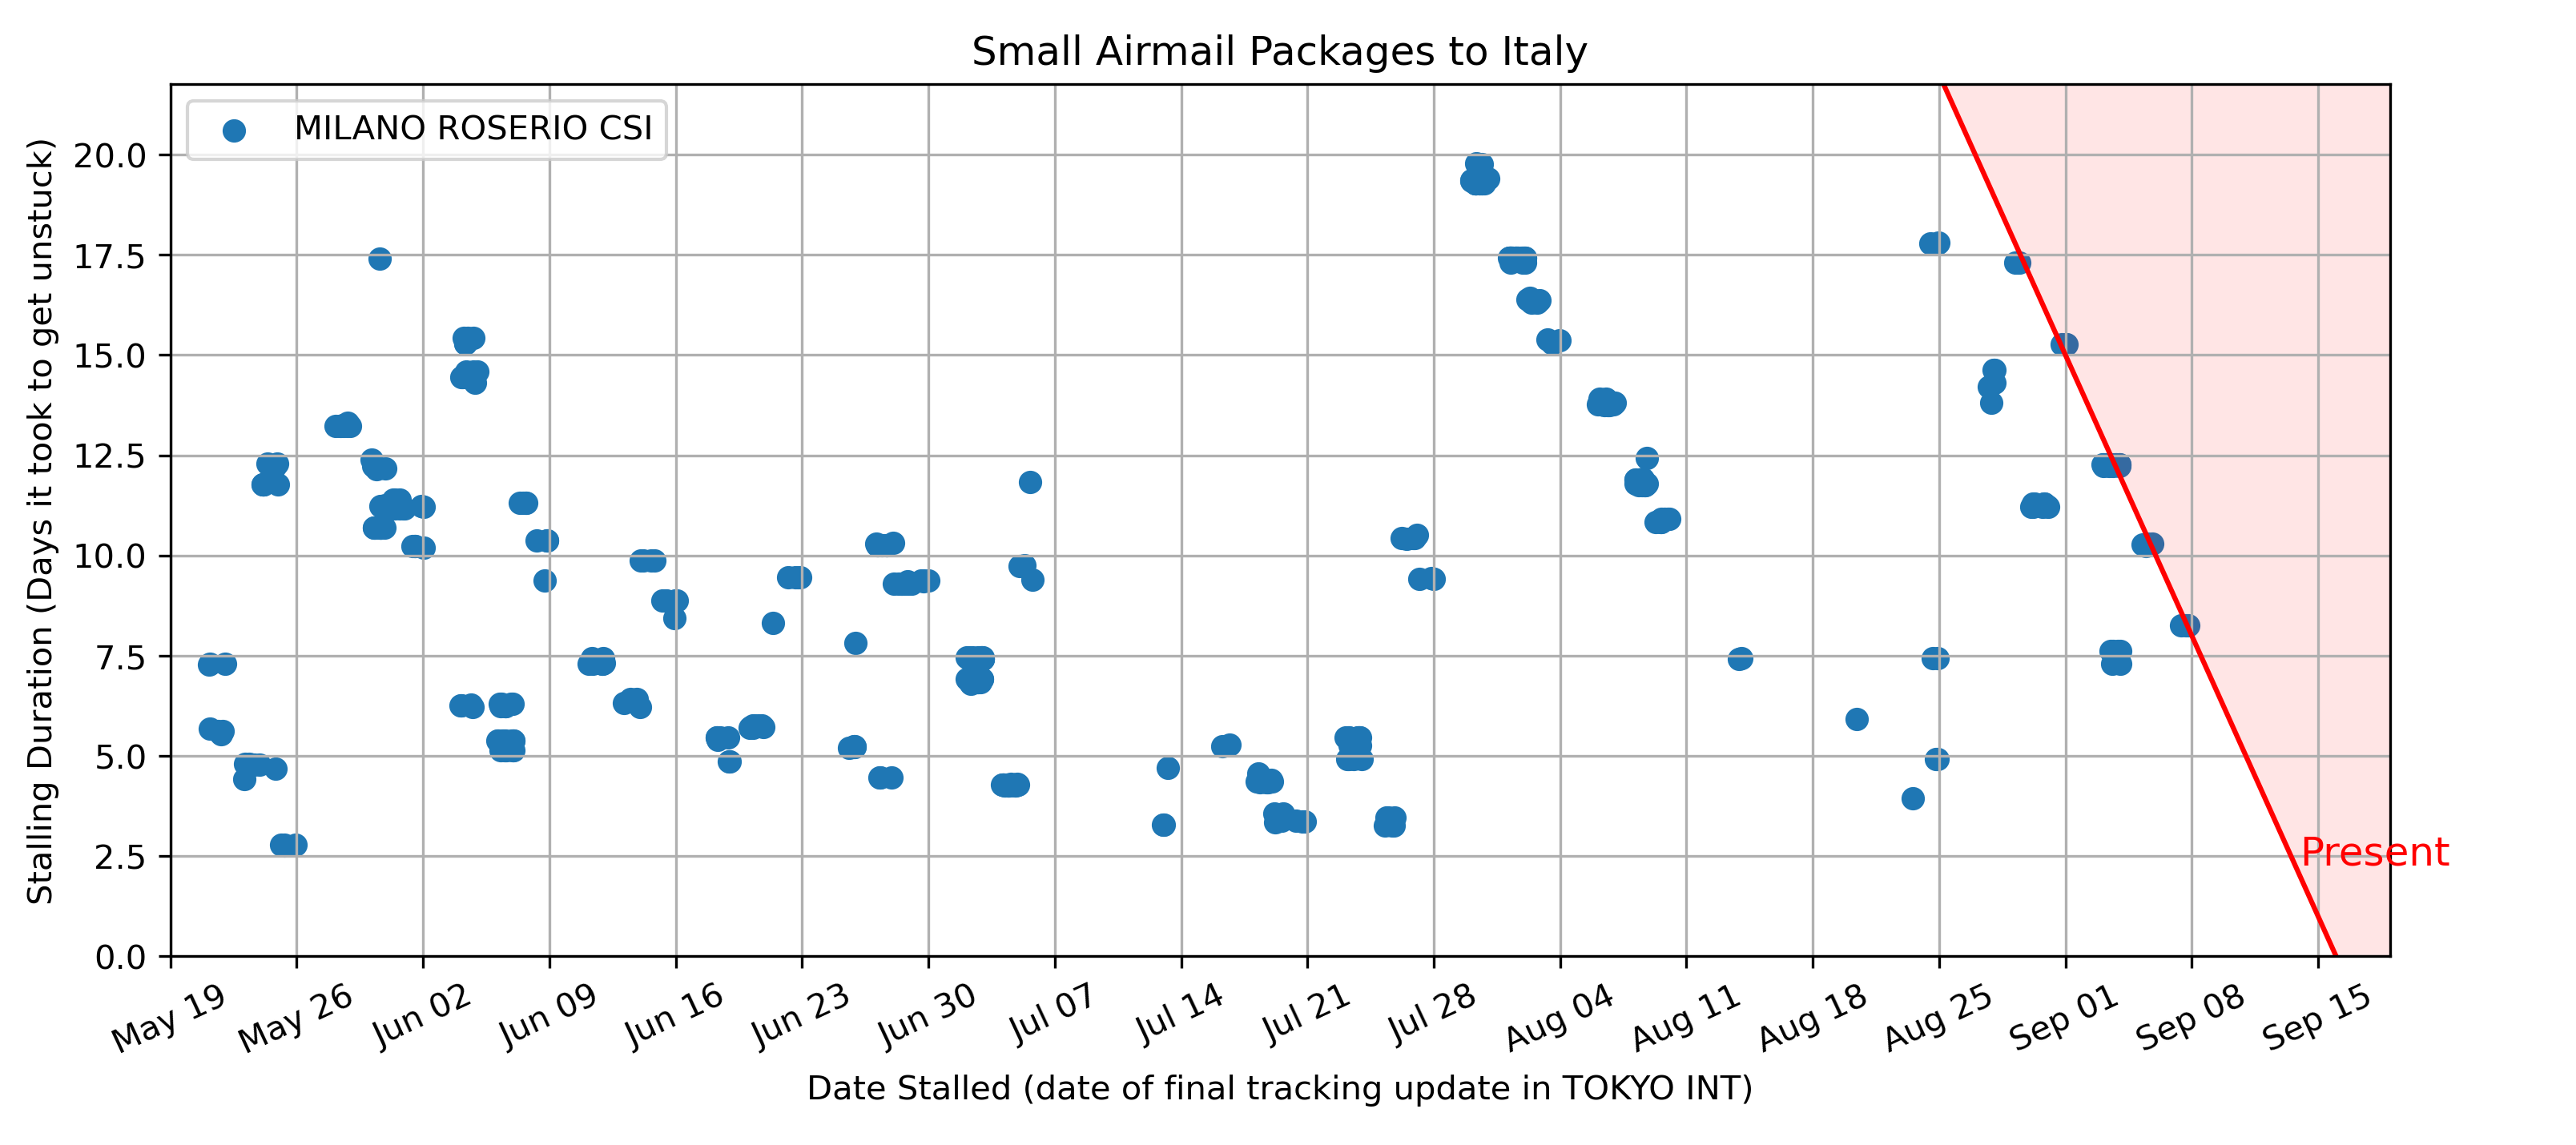 Small Airmail Packages to Italy
MILANO ROSERIO CSI
Stalling Duration (Days it took to get unstuck)
20.0
17.5
15.0
12.5
10.0
7.5
5.0
2.5
0.0
Present
May 19 May 26 Jun 02 Jun 09 Jun 16 Jun 23 Jun 30 Jul 07 Jul 14 Jul 21 Jul 28 Aug 04 Aug 11 Aug 18 Aug 25 Sep 01 Sep 08 Sep 15
Date Stalled (date of final tracking update in TOKYO INT)